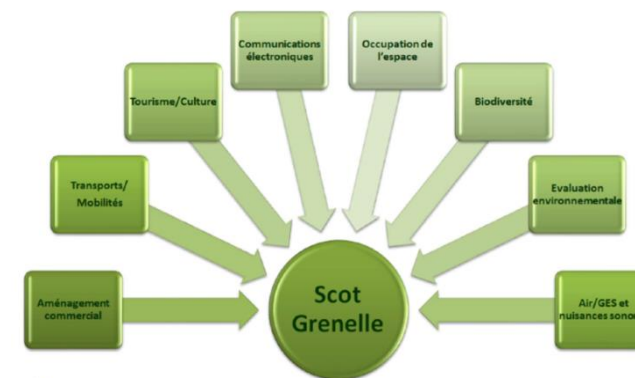 Communications
électroniques
Occupation de
l'espace
Tourisme/Culture
Biodiversité
Transports/
Mobilités
Evaluation
environnementale
Aménagement
commercial
Scot
Grenelle
Air/GES et
nuisances sono